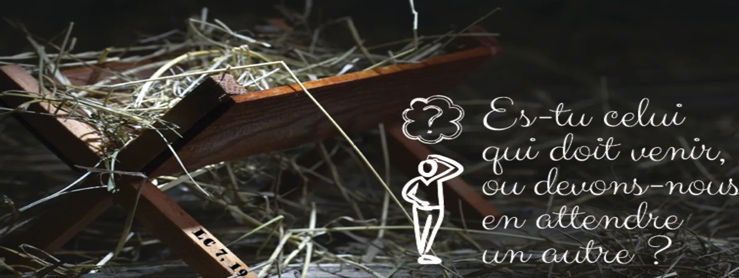 ?
Es-tu celui
qui doit venir,
ou devons-nous
en attendre
un autre ?
LC 7, 19